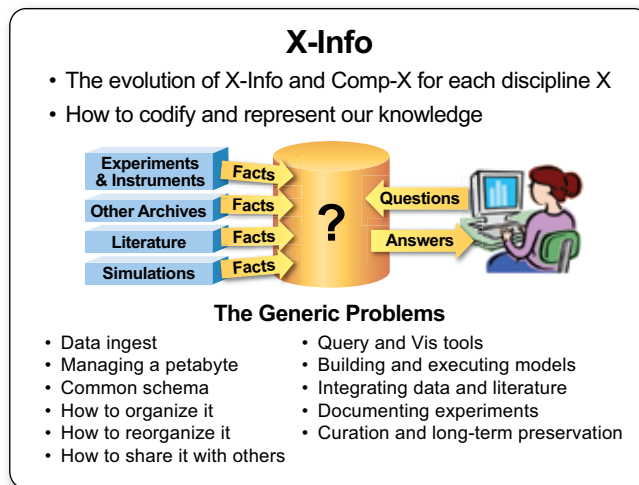 X-Info
• The evolution of X-Info and Comp-X for each discipline X
• How to codify and represent our knowledge
Experiments
& Instruments
Facts
Other Archives
Facts
Literature
Facts
Simulations
Facts
?
Questions
Answers
The Generic Problems
• Data ingest
• Managing a petabyte
• Common schema
• How to organize it
• How to reorganize it
• How to share it with others
• Query and Vis tools
• Building and executing models
• Integrating data and literature
• Documenting experiments
• Curation and long-term preservation